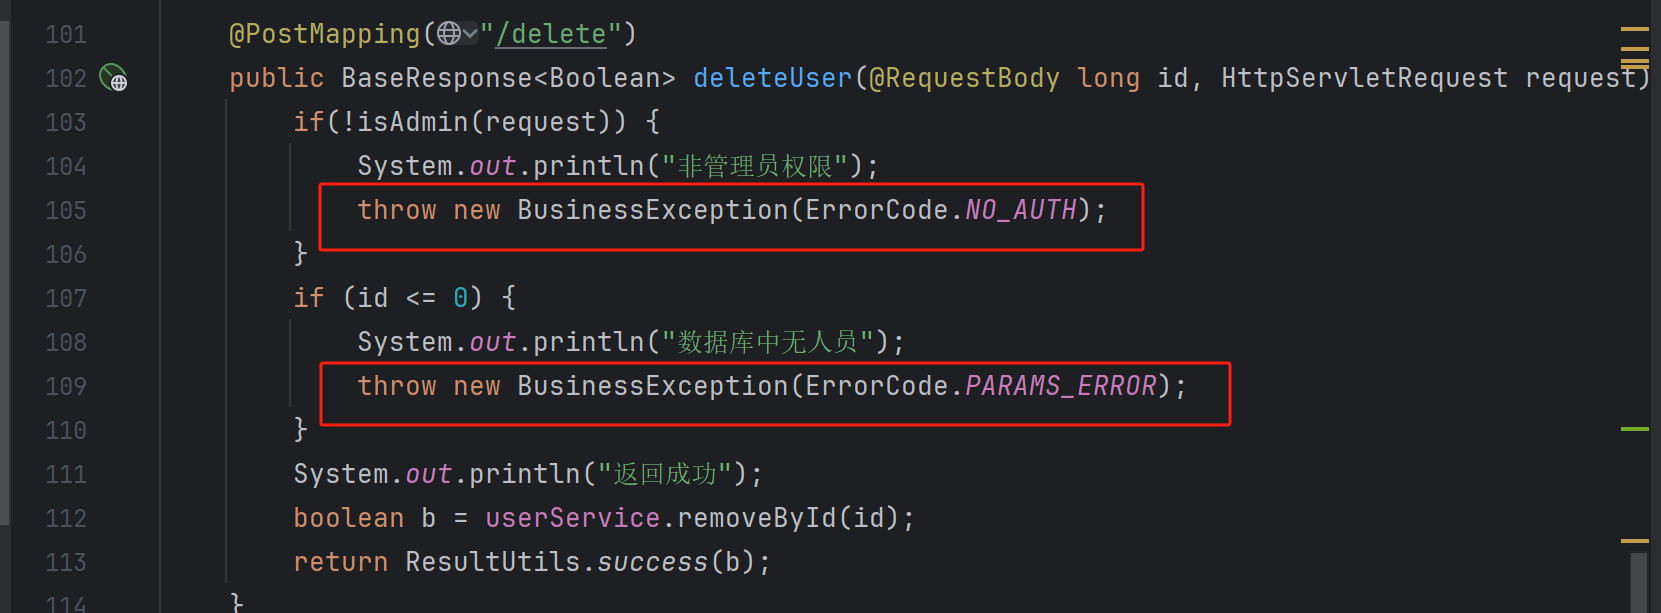 101 @PostMapping("/delete")
102 public BaseResponse<Boolean> deleteUser(@RequestBody long id, HttpServletRequest request)
103 if(!isAdmin(request)) {
104 System.out.println("非管理员权限");
105 throw new BusinessException(ErrorCode.NO_AUTH);
106 }
107 if (id <= 0) {
108 System.out.println("数据库中无人员");
109 throw new BusinessException(ErrorCode.PARAMS_ERROR);
110 }
111 System.out.println("返回成功");
112 boolean b = userService.removeById(id);
113 return ResultUtils.success(b);
114 }